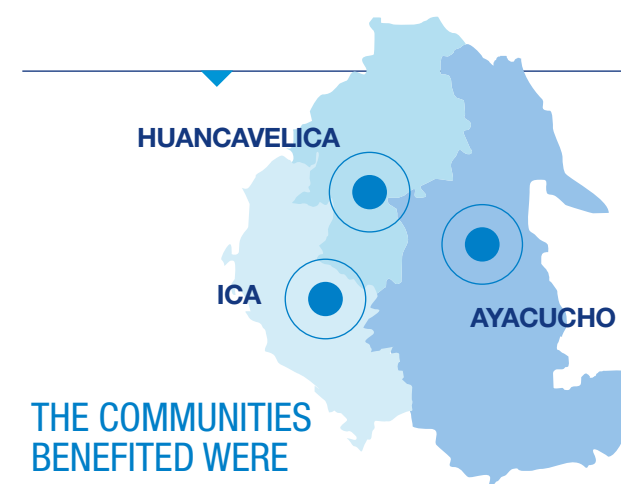 HUANCAVELICA
ICA
AYACUCHO
THE COMMUNITIES
BENEFITED WERE